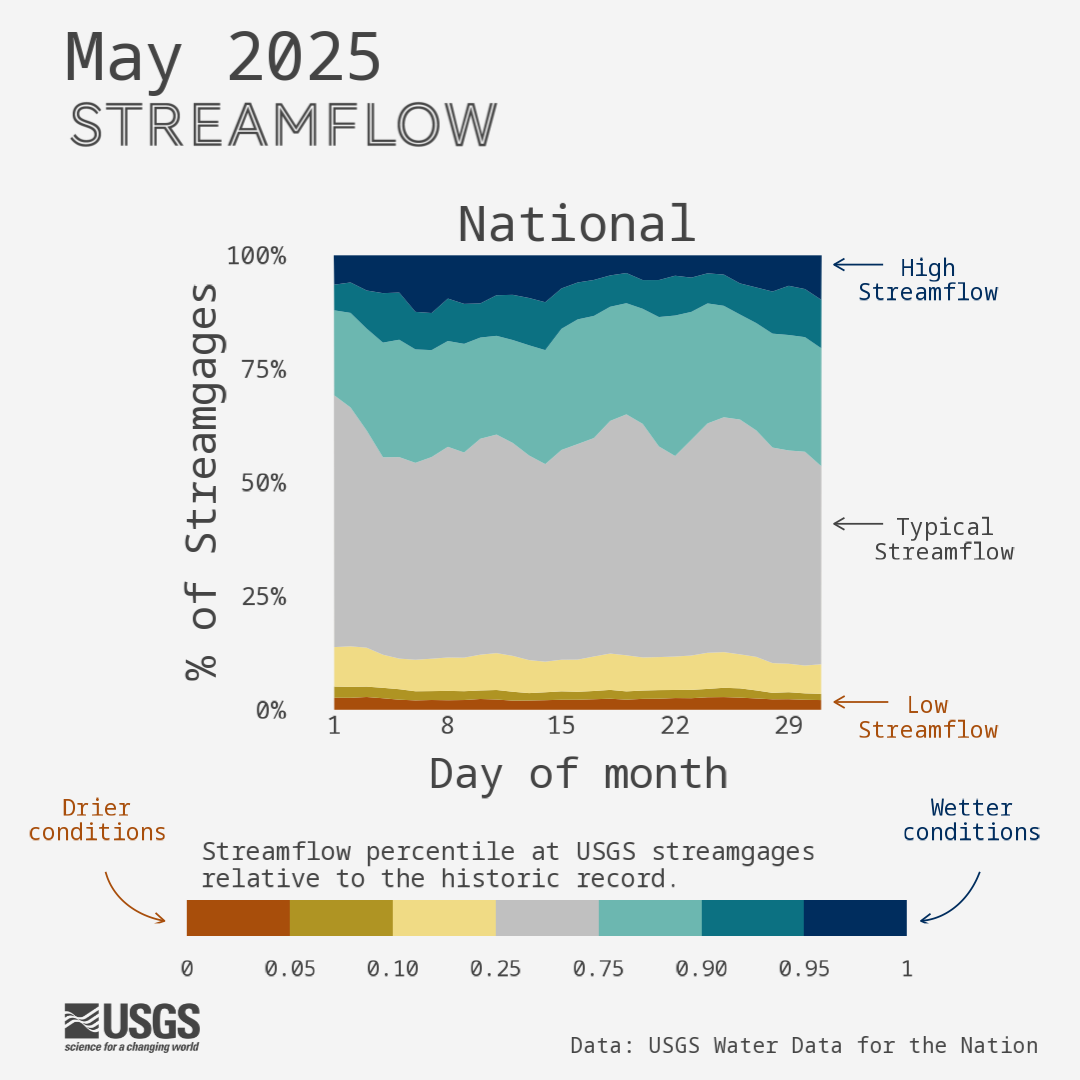 May 2025
STREAMFLOW
National
% of Streamgages
100%
75%
50%
25%
0%
1 8 15 22 29
Day of month
High
Streamflow
Typical
Streamflow
Low
Streamflow
Drier
conditions
Wetter
conditions
Streamflow percentile at USGS streamgages
relative to the historic record.
0 0.05 0.10 0.25 0.75 0.90 0.95 1
USGS
science for a changing world
Data: USGS Water Data for the Nation